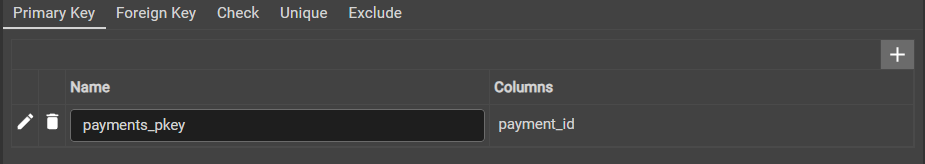 Primary Key Foreign Key Check Unique Exclude
Name Columns
payments_pkey payment_id